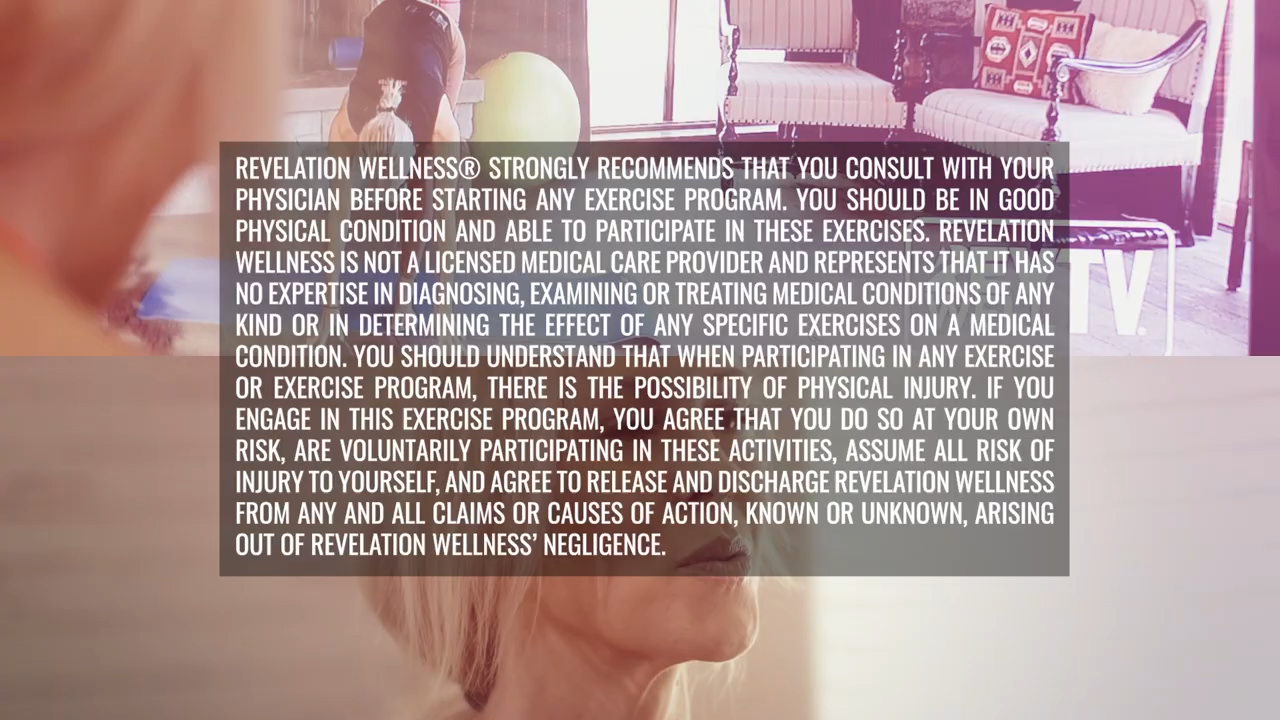 REVELATION WELLNESS® STRONGLY RECOMMENDS THAT YOU CONSULT WITH YOUR
PHYSICIAN BEFORE STARTING ANY EXERCISE PROGRAM. YOU SHOULD BE IN GOOD
PHYSICAL CONDITION AND ABLE TO PARTICIPATE IN THESE EXERCISES. REVELATION
WELLNESS IS NOT A LICENSED MEDICAL CARE PROVIDER AND REPRESENTS THAT IT HAS
NO EXPERTISE IN DIAGNOSING, EXAMINING OR TREATING MEDICAL CONDITIONS OF ANY
KIND OR IN DETERMINING THE EFFECT OF ANY SPECIFIC EXERCISES ON A MEDICAL
CONDITION. YOU SHOULD UNDERSTAND THAT WHEN PARTICIPATING IN ANY EXERCISE
OR EXERCISE PROGRAM, THERE IS THE POSSIBILITY OF PHYSICAL INJURY. IF YOU
ENGAGE IN THIS EXERCISE PROGRAM, YOU AGREE THAT YOU DO SO AT YOUR OWN
RISK, ARE VOLUNTARILY PARTICIPATING IN THESE ACTIVITIES, ASSUME ALL RISK OF
INJURY TO YOURSELF, AND AGREE TO RELEASE AND DISCHARGE REVELATION WELLNESS
FROM ANY AND ALL CLAIMS OR CAUSES OF ACTION, KNOWN OR UNKNOWN, ARISING
OUT OF REVELATION WELLNESS’ NEGLIGENCE.
TV